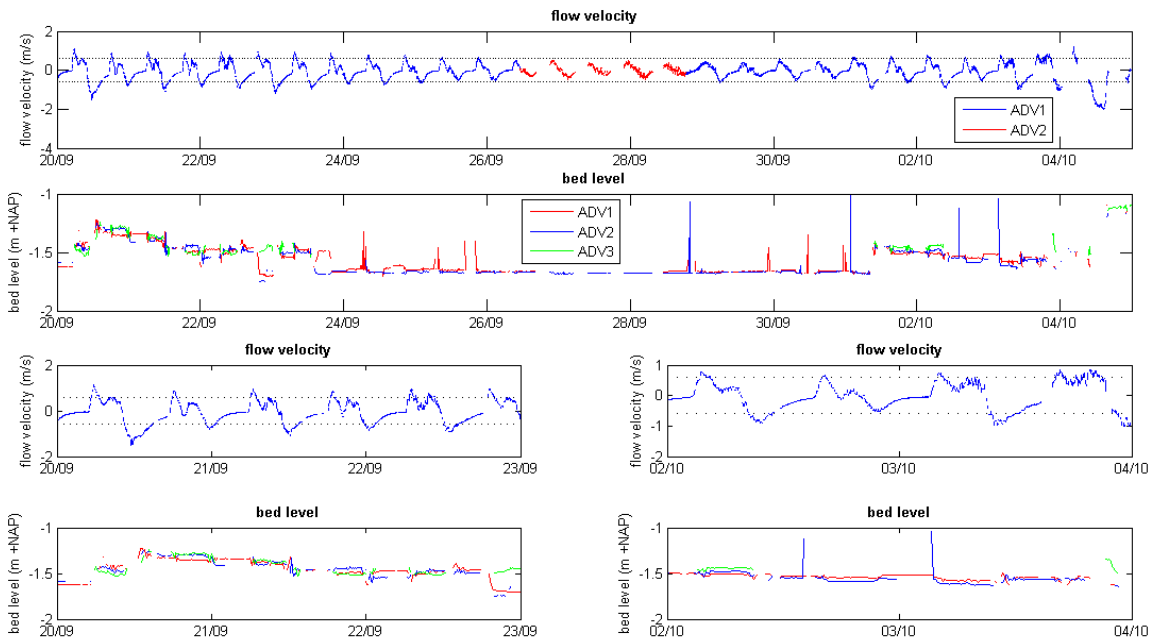 flow velocity
flow velocity (m/s)
2
0
-2
-4
ADV1
ADV2
20/09 22/09 24/09 26/09 28/09 30/09 02/10 04/10
bed level
bed level (m +NAP)
-1
-1.5
-2
ADV1
ADV2
ADV3
20/09 22/09 24/09 26/09 28/09 30/09 02/10 04/10
flow velocity
flow velocity (m/s)
2
0
-2
20/09 21/09 22/09 23/09
flow velocity
flow velocity (m/s)
1
0
-1
-2
02/10 03/10 04/10
bed level
bed level (m +NAP)
-1
-1.5
-2
20/09 21/09 22/09 23/09
bed level
bed level (m +NAP)
-1
-1.5
-2
02/10 03/10 04/10